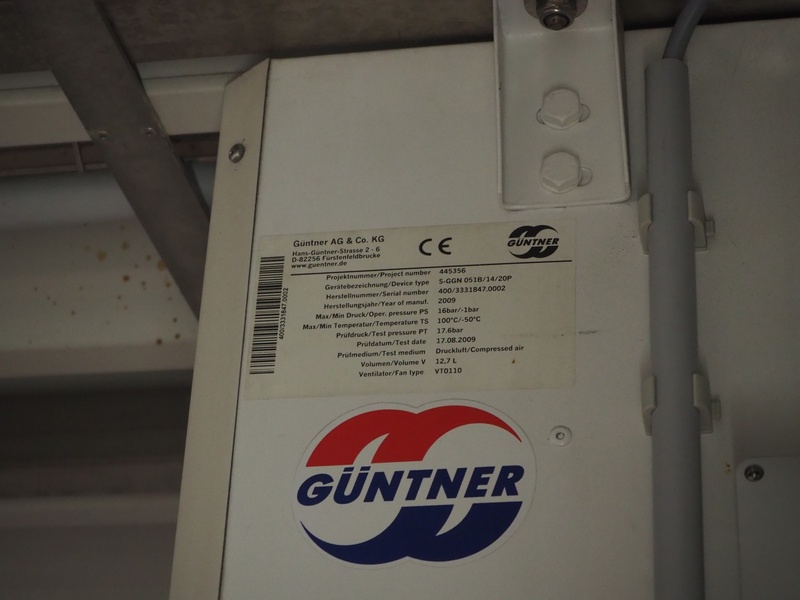 Güntner AG & Co. KG
Hans-Güntner-Strasse 2 - 6
D-82256 Fürstenfeldbrucke
www.guentner.de
CE
GÜNTNER
Projektnummer/Project number 445356
Gerätebezeichnung/Device type S-GGN 051B/14/20P
Herstellnummer/Serial number 400/3331847.0002
Herstellungsjahr/Year of manuf. 2009
Max/Min Druck/Oper. pressure PS 16bar/-1bar
Max/Min Temperatur/Temperature TS 100°C/-50°C
Prüfdruck/Test pressure PT 17.6bar
Prüfdatum/Test date 17.08.2009
Prüfmedium/Test medium Druckluft/Compressed air
Volumen/Volume V 12,7 L
Ventilator/Fan type VT0110
400/3331847.0002
GÜNTNER